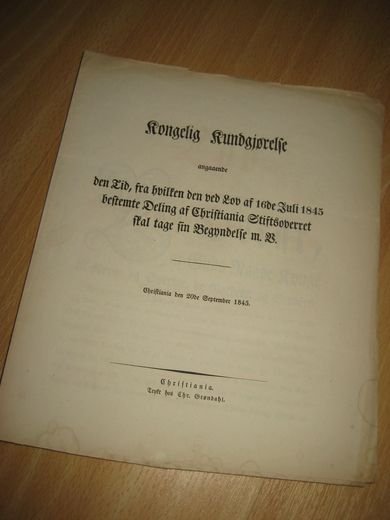 Kongelig Kundgjørelse
angaaende
den Tid, fra hvilken den ved Lov af 16de Juli 1845
bestemte Deling af Christiania Stiftsoverret
skal tage sin Begyndelse m. V.
Christiania den 20de September 1845.
Christiania.
Trykt hos Chr. Grøndahl.